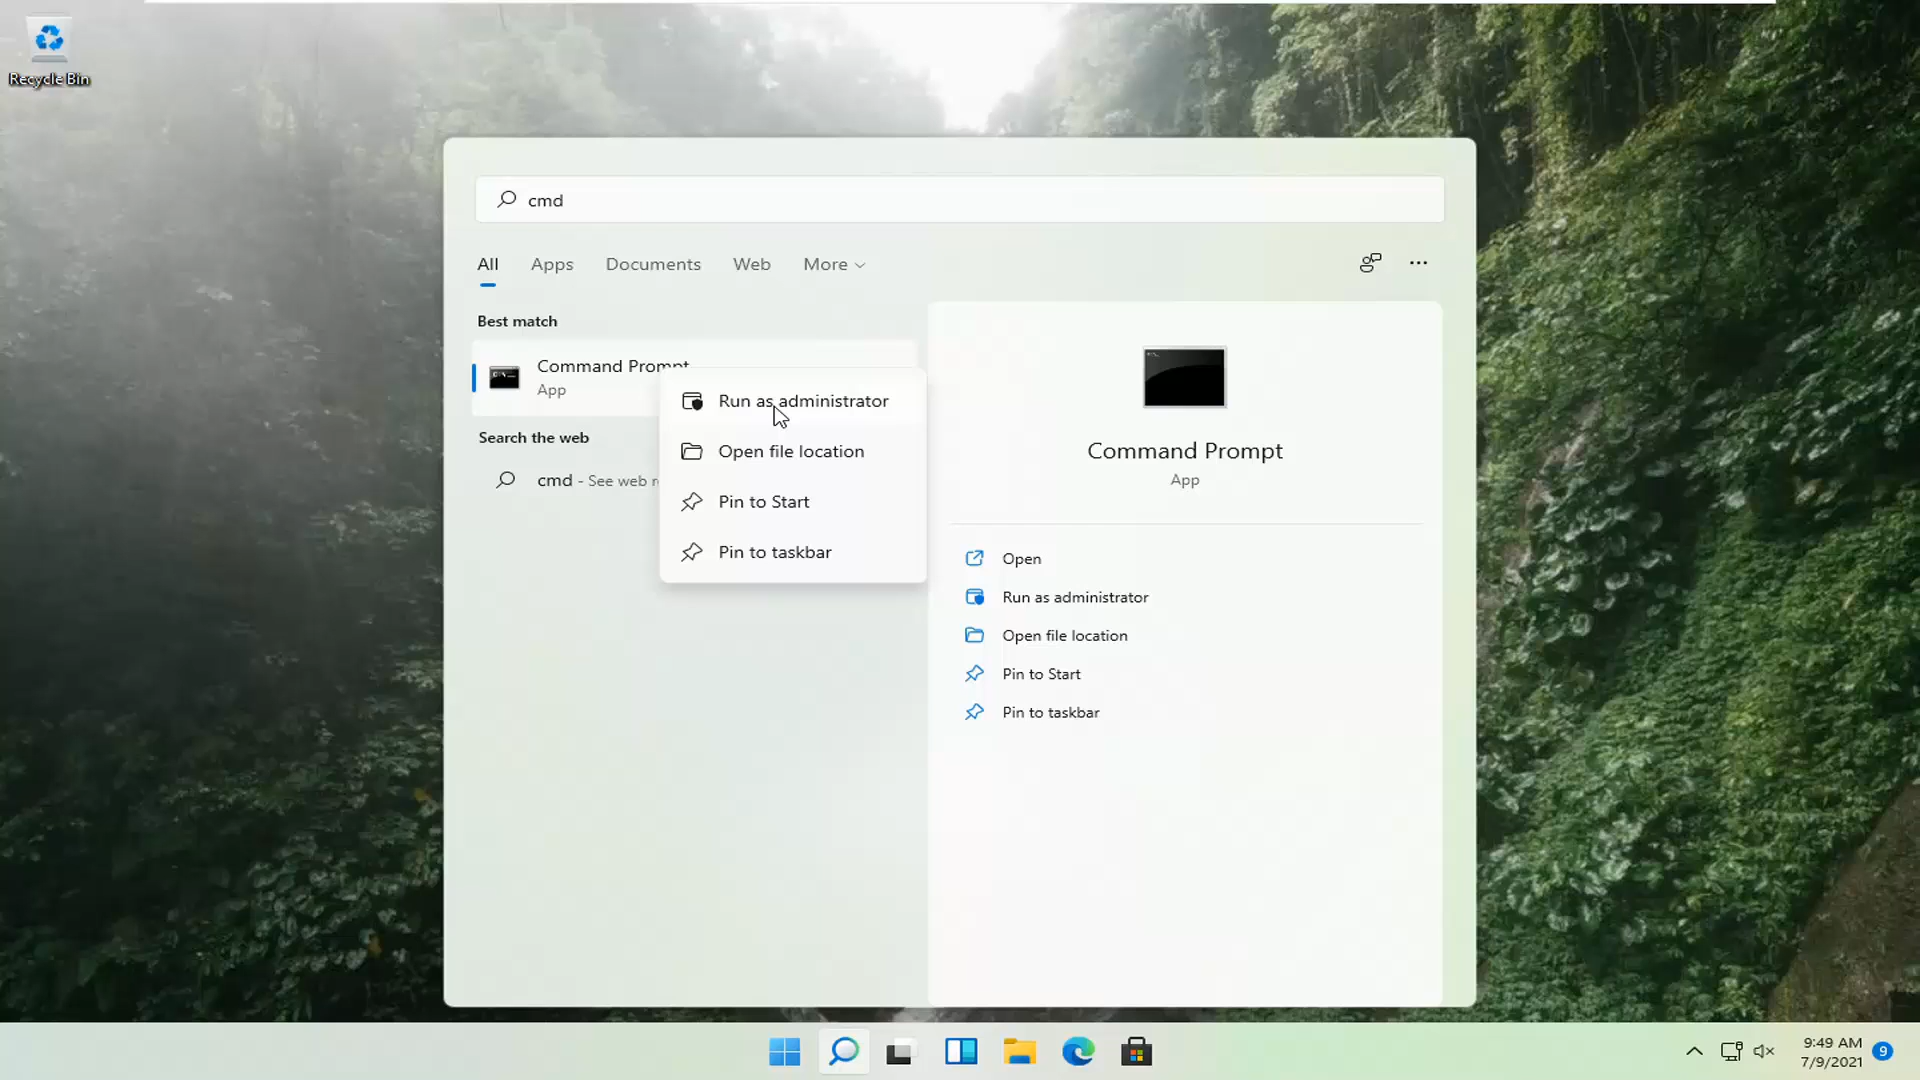 Recycle Bin
cmd
All
Apps
Documents
Web
More
Best match
Command Prompt
App
Search the web
cmd - See web r
Run as administrator
Open file location
Pin to Start
Pin to taskbar
Command Prompt
App
Open
Run as administrator
Open file location
Pin to Start
Pin to taskbar
9:49 AM
7/9/2021
9